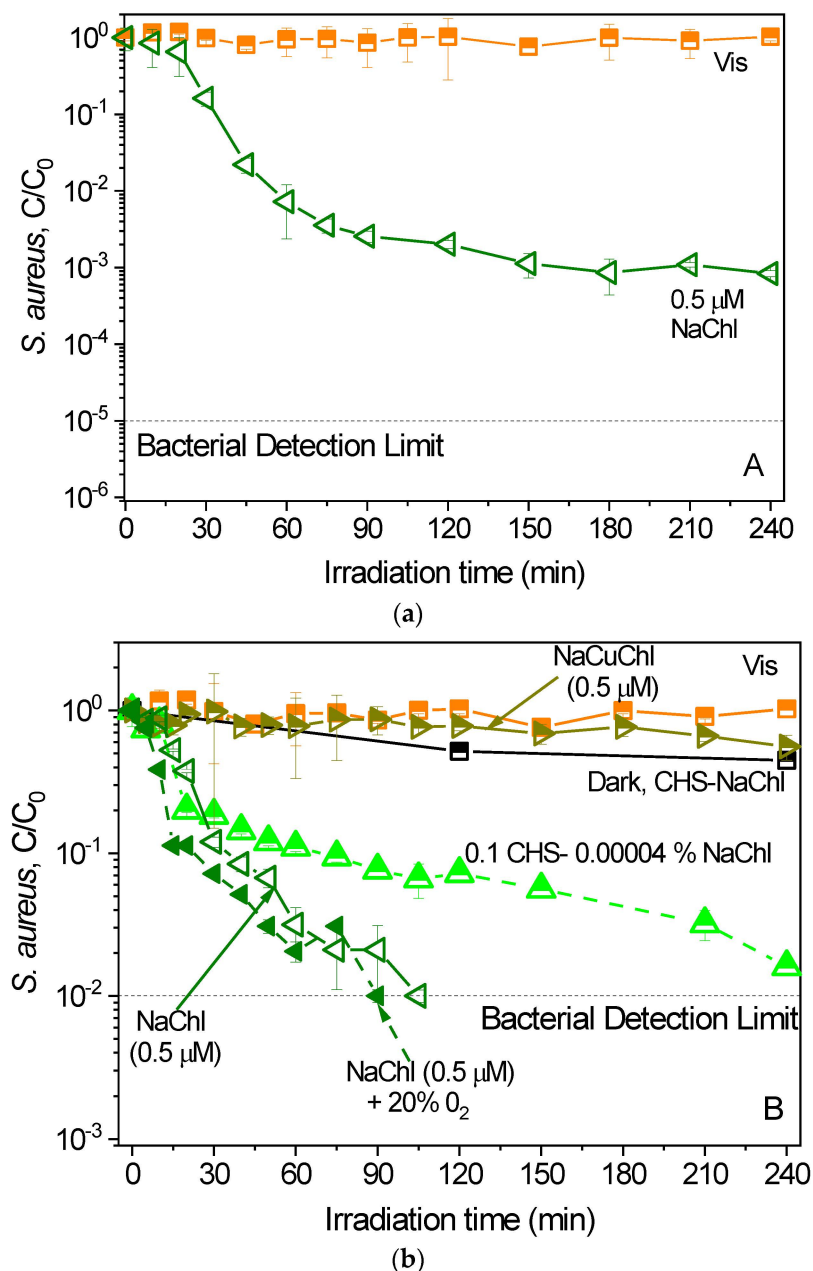 10⁰
10⁻¹
10⁻²
10⁻³
10⁻⁴
10⁻⁵
10⁻⁶
S. aureus, C/C₀
Vis
0.5 μM
NaChl
Bacterial Detection Limit
A
0 30 60 90 120 150 180 210 240
Irradiation time (min)
(a)
10⁰
10⁻¹
10⁻²
10⁻³
S. aureus, C/C₀
NaCuChl
(0.5 μM)
Vis
Dark, CHS-NaChl
0.1 CHS- 0.00004 % NaChl
NaChl
(0.5 μM)
Bacterial Detection Limit
NaChl (0.5 μM)
+ 20% 0₂
B
0 30 60 90 120 150 180 210 240
Irradiation time (min)
(b)